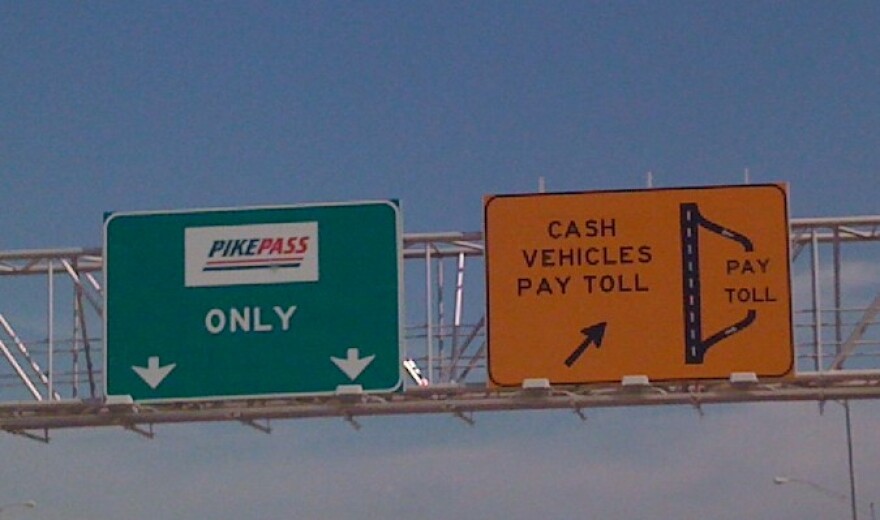 PIKEPASS
ONLY
CASH
VEHICLES
PAY TOLL
PAY
TOLL